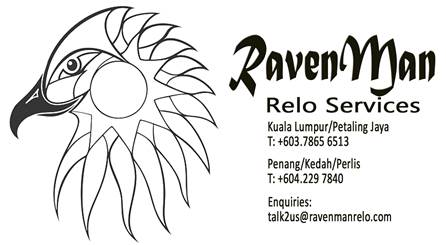 RavenMan
Relo Services
Kuala Lumpur/Petaling Jaya
T: +603.7865 6513
Penang/Kedah/Perlis
T: +604.229 7840
Enquiries:
talk2us@ravenmanrelo.com